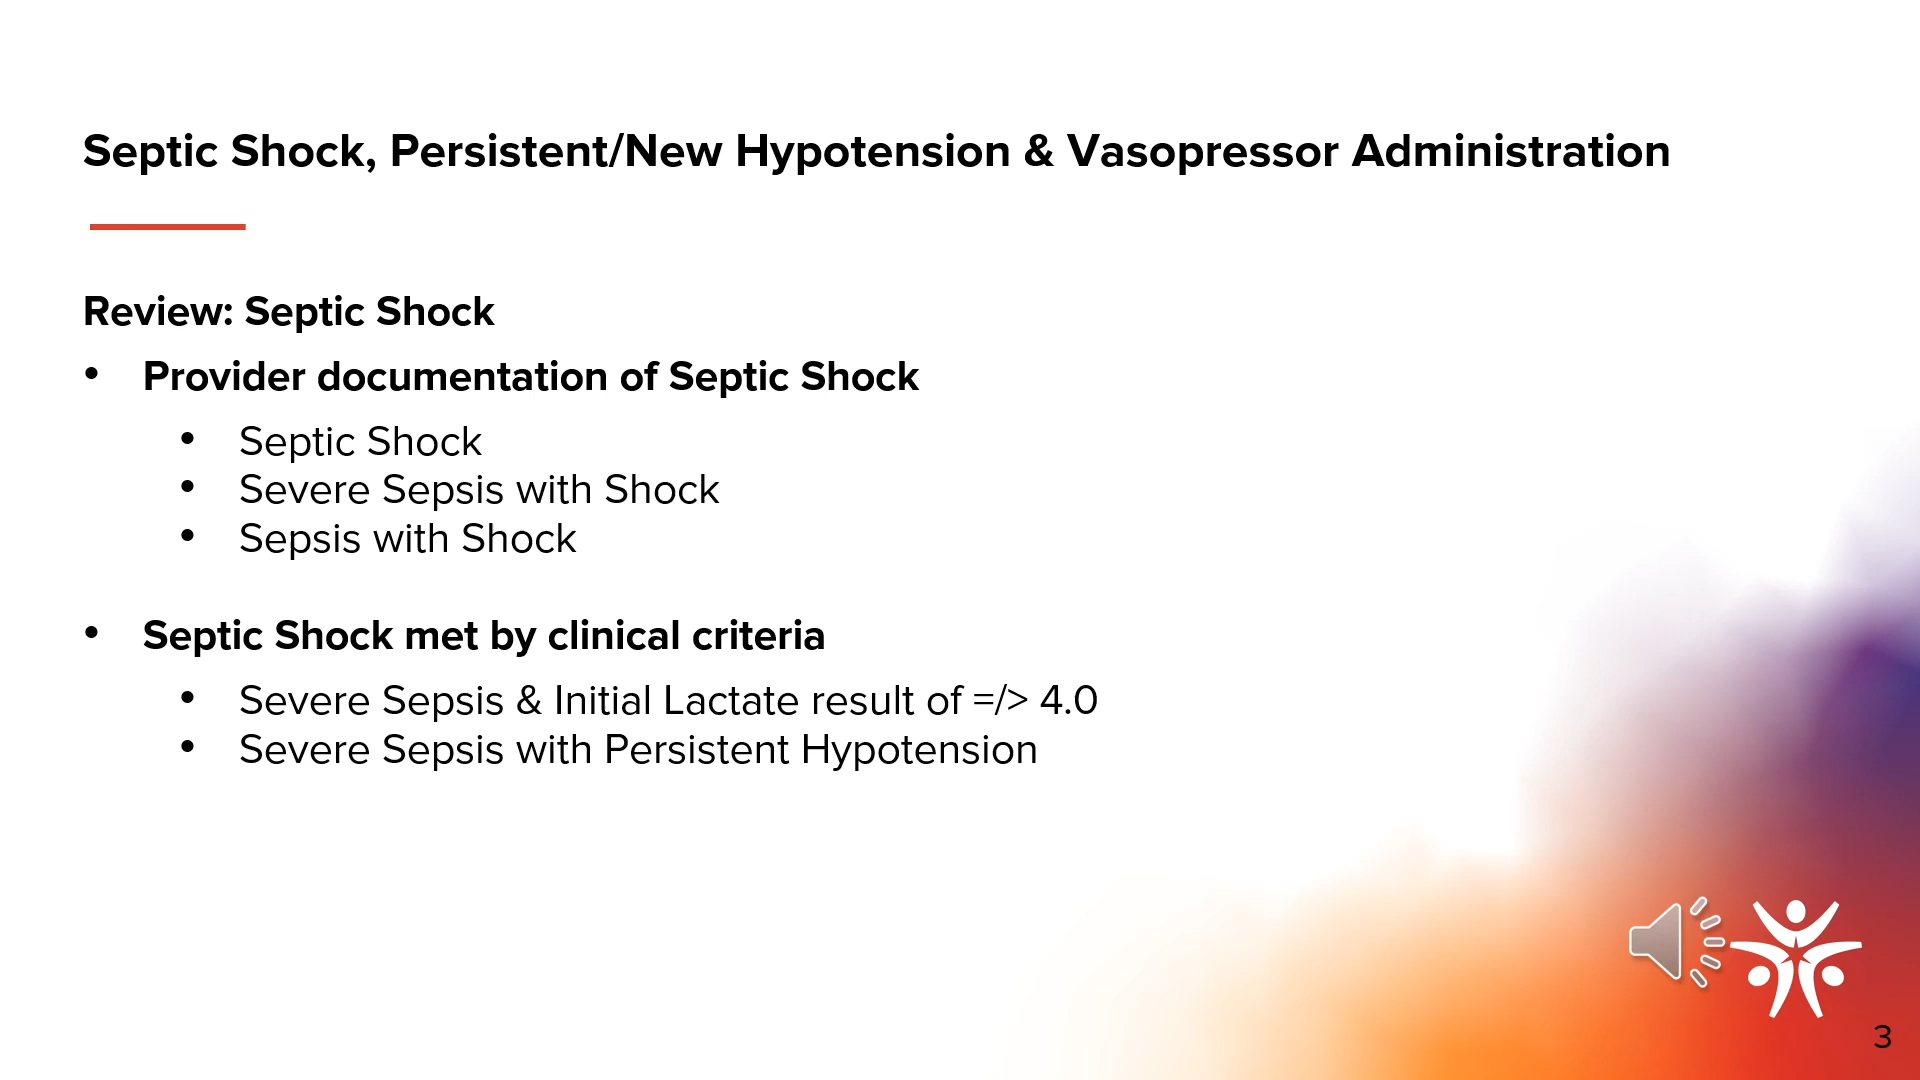 Septic Shock, Persistent/New Hypotension & Vasopressor Administration
Review: Septic Shock
• Provider documentation of Septic Shock
• Septic Shock
• Severe Sepsis with Shock
• Sepsis with Shock
• Septic Shock met by clinical criteria
• Severe Sepsis & Initial Lactate result of =/> 4.0
• Severe Sepsis with Persistent Hypotension
3